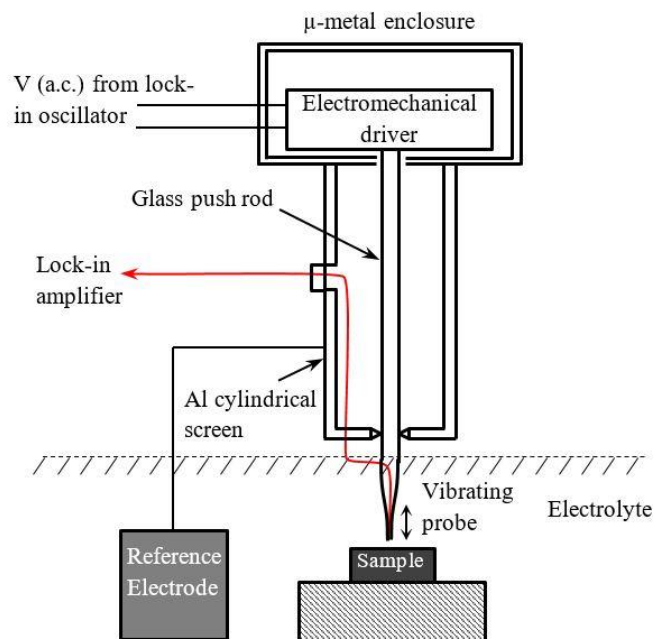 μ-metal enclosure
V (a.c.) from lock-
in oscillator
Electromechanical
driver
Glass push rod
Lock-in
amplifier
Al cylindrical
screen
Vibrating
probe
Electrolyte
Reference
Electrode
Sample